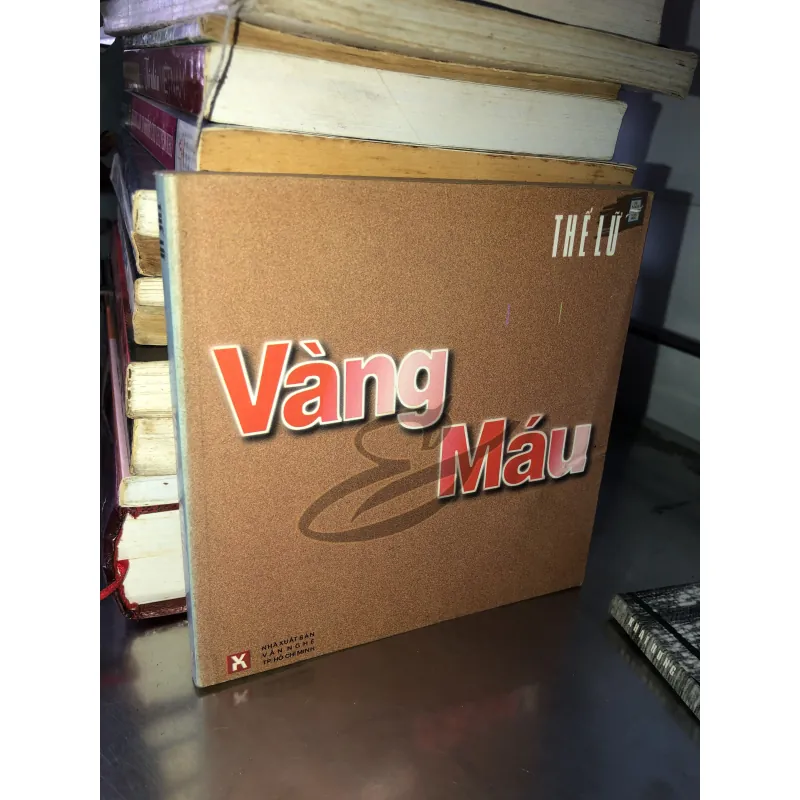 THẾ LỮ
Vàng
&
Máu
NHÀ XUẤT BẢN
VĂN NGHỆ
TP. HỒ CHÍ MINH